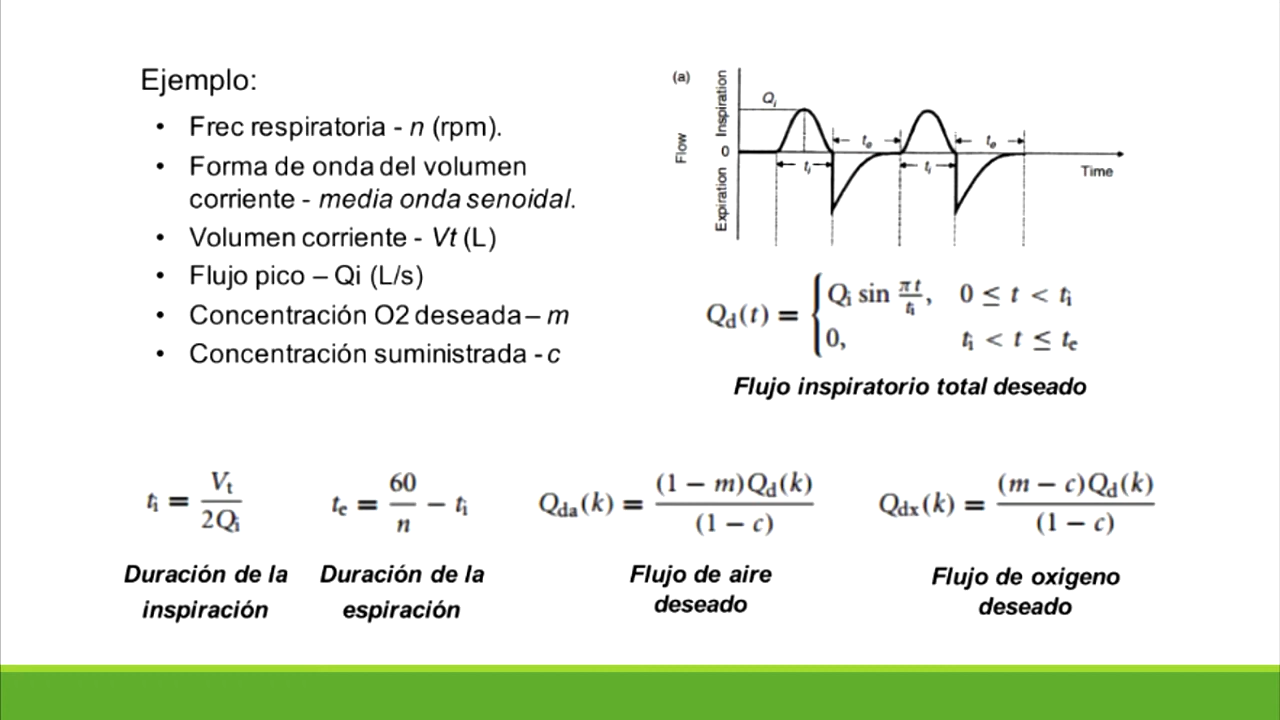 Ejemplo:
• Frec respiratoria - n (rpm).
• Forma de onda del volumen
corriente - media onda senoidal.
• Volumen corriente - Vt (L)
• Flujo pico – Qi (L/s)
• Concentración O2 deseada – m
• Concentración suministrada - c
(a)
Flow
Expiration 0 Inspiration
Qi
te
te
ti
ti
Time
Qd(t) = { Qi sin πt/ti, 0 ≤ t < ti
0, ti < t ≤ te
Flujo inspiratorio total deseado
ti = Vt/2Qi
te = 60/n − ti
Qda(k) = (1 − m)Qd(k)/(1 − c)
Qdx(k) = (m − c)Qd(k)/(1 − c)
Duración de la
inspiración
Duración de la
espiración
Flujo de aire
deseado
Flujo de oxigeno
deseado